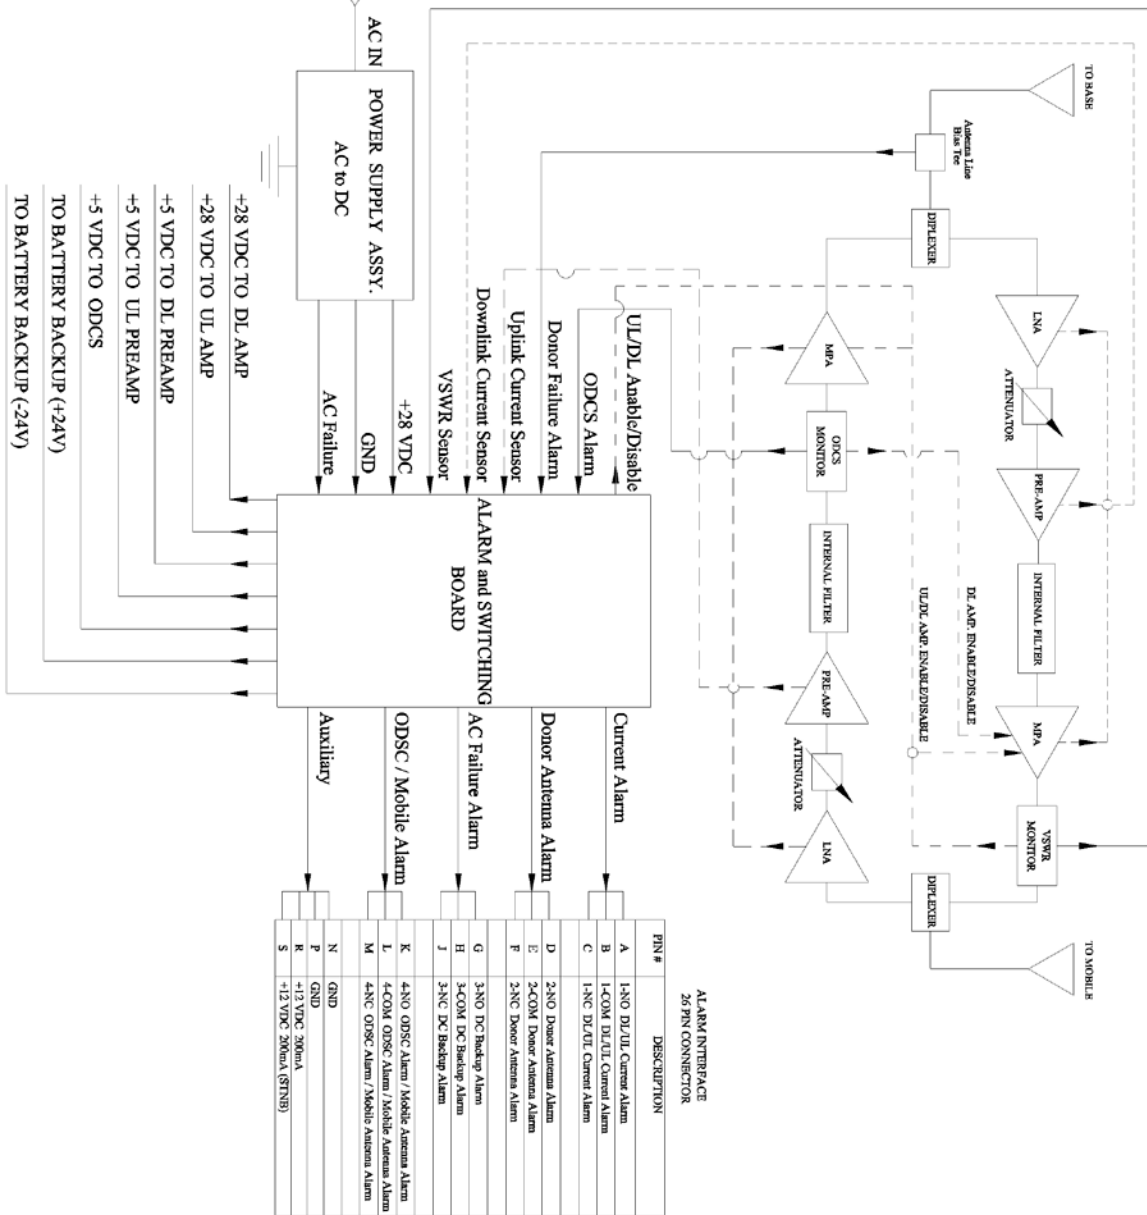 TO BASE
Antenna Line
Bias Tee
DIPLEXER
LNA
ATTENUATOR
PRE-AMP
INTERNAL FILTER
MPA
VSWR
MONITOR
DIPLEXER
TO MOBILE
DL AMP. ENABLE/DISABLE
UL/DL AMP. ENABLE/DISABLE
MPA
ODCS
MONITOR
INTERNAL FILTER
PRE-AMP
ATTENUATOR
LNA
AC IN
POWER SUPPLY ASSY.
AC to DC
UL/DL Anable/Disable
ODCS Alarm
Donor Failure Alarm
Uplink Current Sensor
Downlink Current Sensor
VSWR Sensor
+28 VDC
GND
AC Failure
ALARM and SWITCHING
BOARD
+28 VDC TO DL AMP
+28 VDC TO UL AMP
+5 VDC TO DL PREAMP
+5 VDC TO UL PREAMP
+5 VDC TO ODCS
TO BATTERY BACKUP (+24V)
TO BATTERY BACKUP (-24V)
Current Alarm
Donor Antenna Alarm
AC Failure Alarm
ODSC / Mobile Alarm
Auxiliary
ALARM INTERFACE
26 PIN CONNECTOR
PIN # DESCRIPTION
A 1-NO DL/UL Current Alarm
B 1-COM DL/UL Current Alarm
C 1-NC DL/UL Current Alarm
D 2-NO Donor Antenna Alarm
E 2-COM Donor Antenna Alarm
F 2-NC Donor Antenna Alarm
G 3-NO DC Backup Alarm
H 3-COM DC Backup Alarm
J 3-NC DC Backup Alarm
K 4-NO ODSC Alarm / Mobile Antenna Alarm
L 4-COM ODSC Alarm / Mobile Antenna Alarm
M 4-NC ODSC Alarm / Mobile Antenna Alarm
N GND
P GND
R +12 VDC 200mA
S +12 VDC 200mA (STNB)